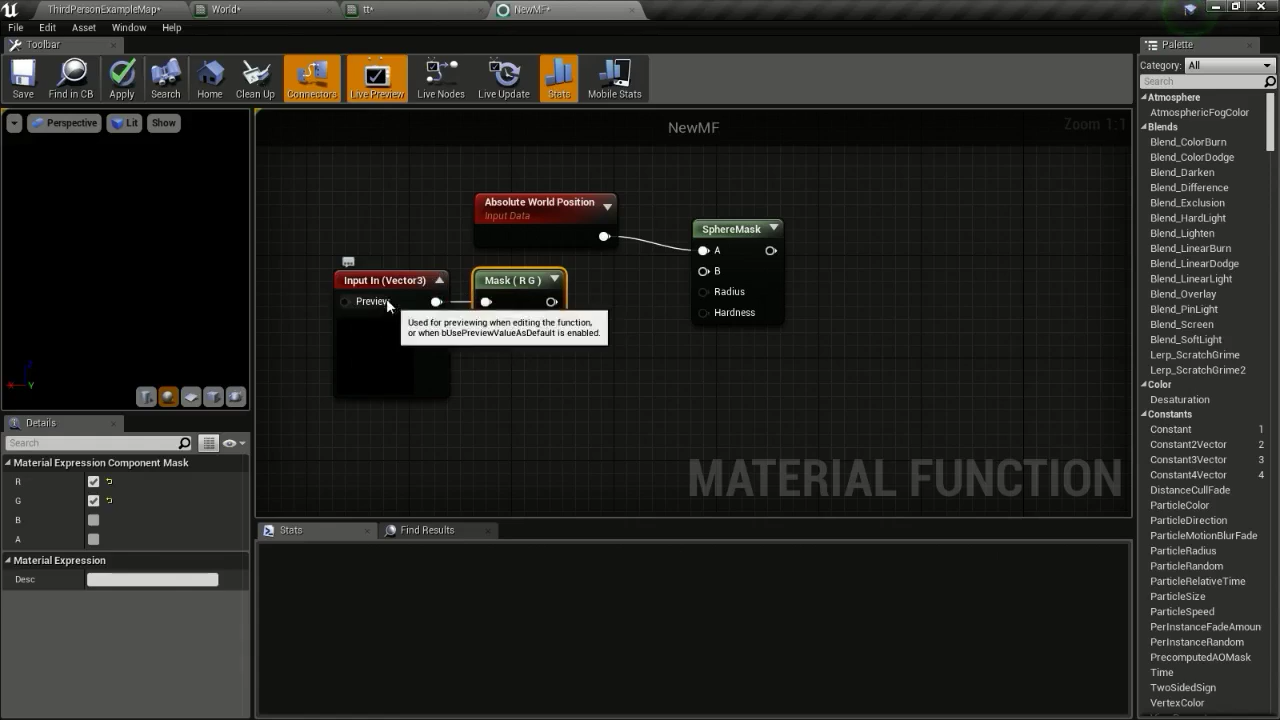 ThirdPersonExampleMap*
World*
tt*
NewMF*
File Edit Asset Window Help
Toolbar
Save
Find in CB
Apply
Search
Home
Clean Up
Connectors
Live Preview
Live Nodes
Live Update
Stats
Mobile Stats
Perspective
Lit
Show
Y
Details
Search
Material Expression Component Mask
R
G
B
A
Material Expression
Desc
NewMF
Zoom 1:1
Absolute World Position
Input Data
SphereMask
A
B
Radius
Hardness
Input In (Vector3)
Preview
Mask ( R G )
Used for previewing when editing the function,
or when bUsePreviewValueAsDefault is enabled.
MATERIAL FUNCTION
Stats
Find Results
Palette
Category: All
Search
Atmosphere
AtmosphericFogColor
Blends
Blend_ColorBurn
Blend_ColorDodge
Blend_Darken
Blend_Difference
Blend_Exclusion
Blend_HardLight
Blend_Lighten
Blend_LinearBurn
Blend_LinearDodge
Blend_LinearLight
Blend_Overlay
Blend_PinLight
Blend_Screen
Blend_SoftLight
Lerp_ScratchGrime
Lerp_ScratchGrime2
Color
Desaturation
Constants
Constant 1
Constant2Vector 2
Constant3Vector 3
Constant4Vector 4
DistanceCullFade
ParticleColor
ParticleDirection
ParticleMotionBlurFade
ParticleRadius
ParticleRandom
ParticleRelativeTime
ParticleSize
ParticleSpeed
PerInstanceFadeAmoun
PerInstanceRandom
PrecomputedAOMask
Time
TwoSidedSign
VertexColor